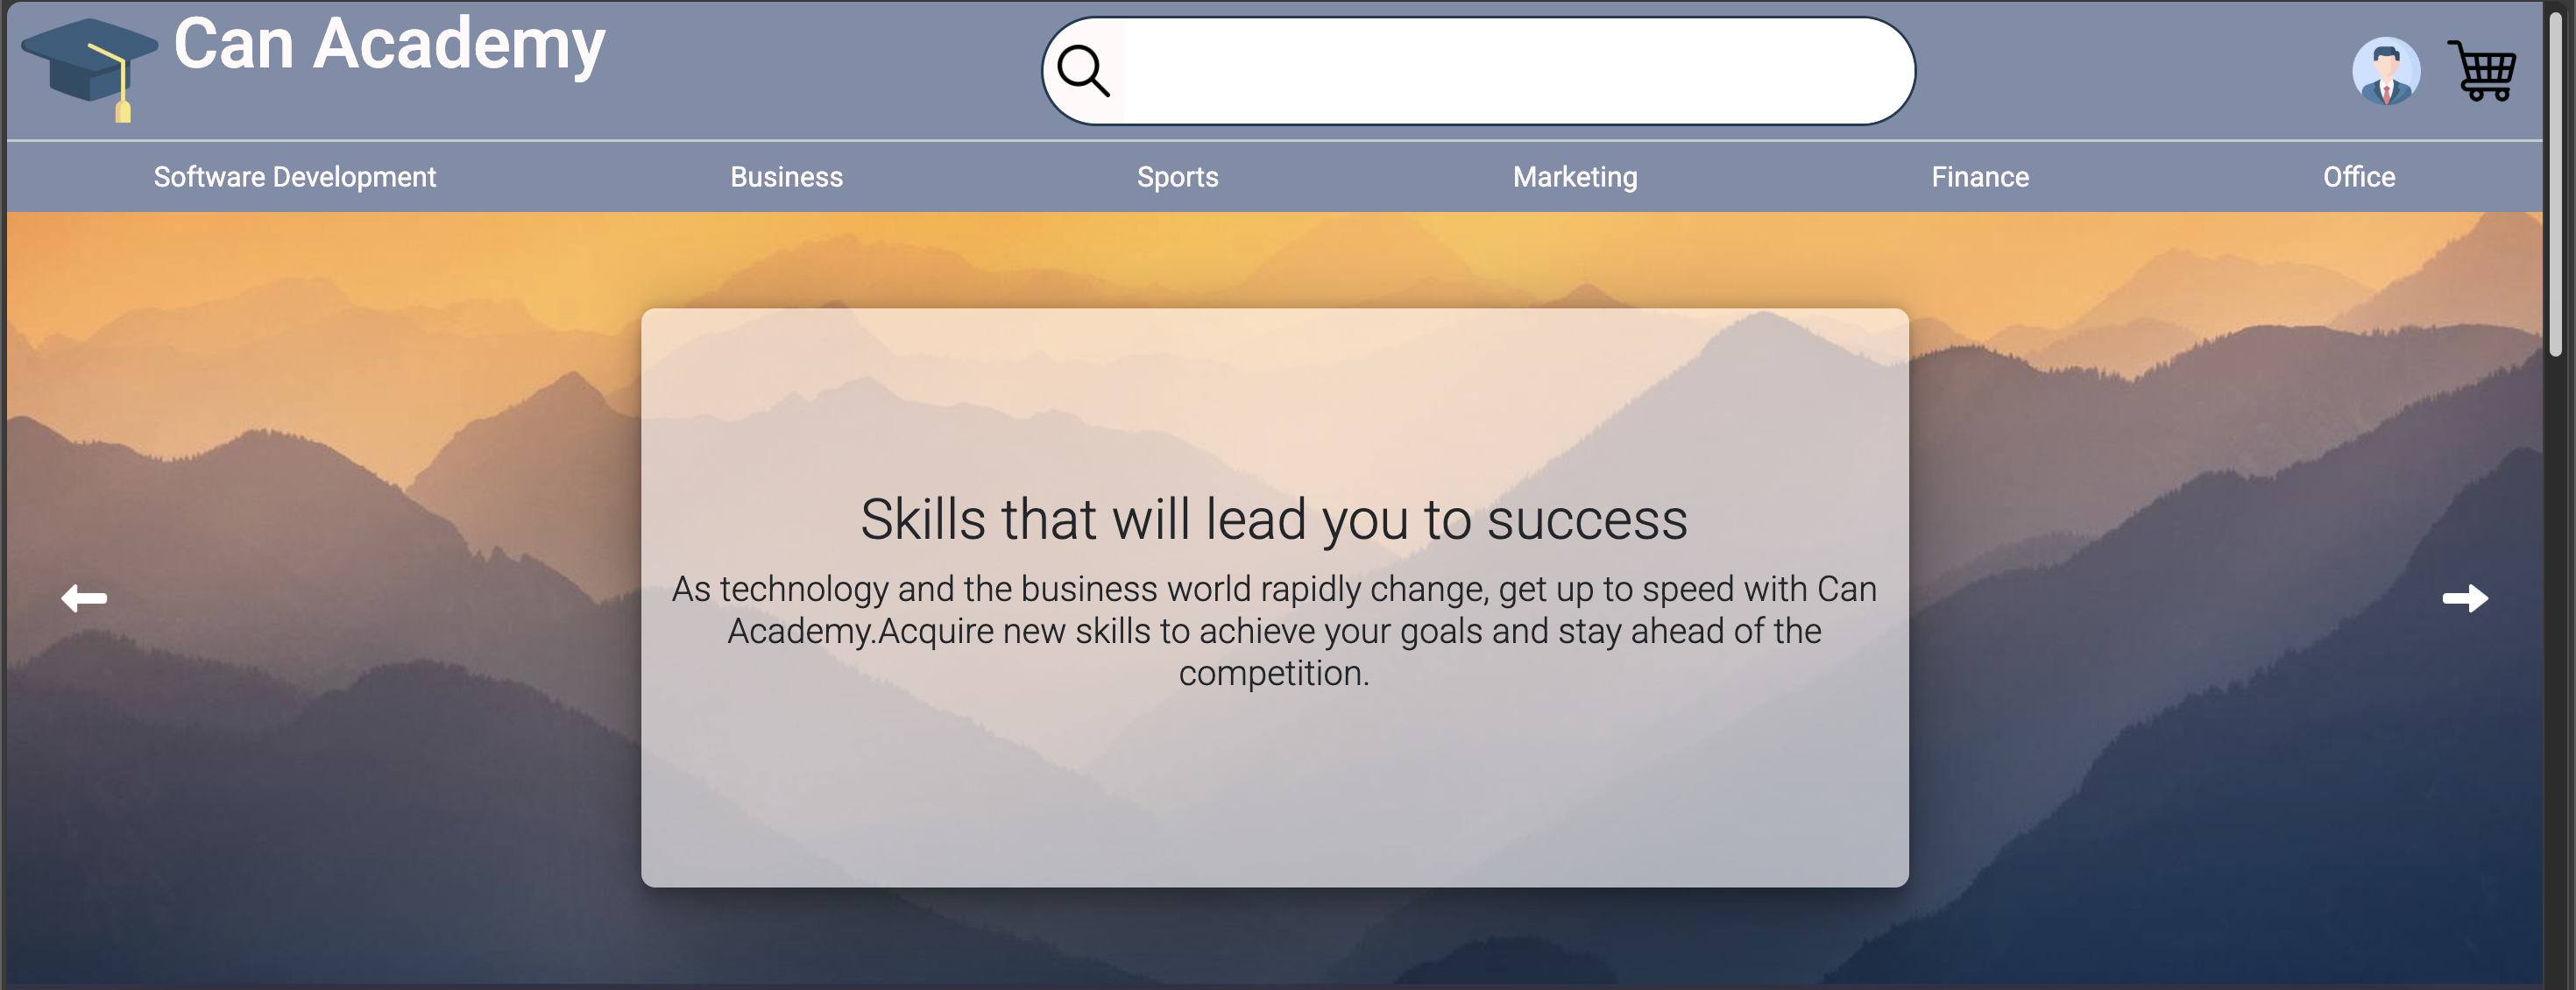 Can Academy
Software Development
Business
Sports
Marketing
Finance
Office
Skills that will lead you to success
As technology and the business world rapidly change, get up to speed with Can
Academy.Acquire new skills to achieve your goals and stay ahead of the
competition.